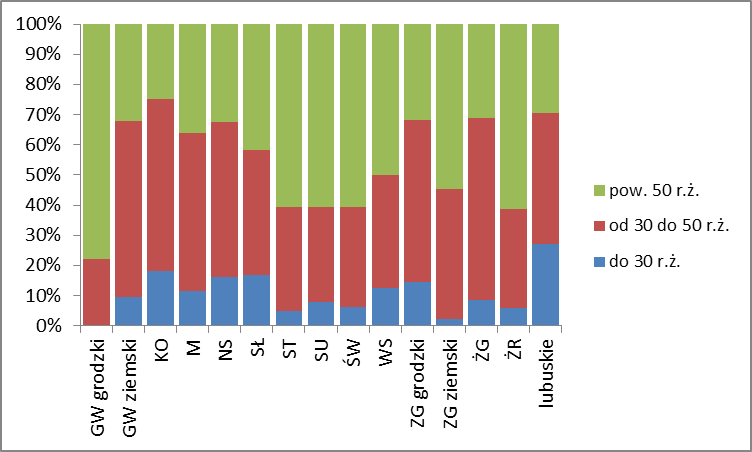 100%
90%
80%
70%
60%
50%
40%
30%
20%
10%
0%
GW grodzki
GW ziemski
KO
M
NS
SŁ
ST
SU
ŚW
WS
ZG grodzki
ZG ziemski
ŻG
ŻR
lubuskie
pow. 50 r.ż.
od 30 do 50 r.ż.
do 30 r.ż.